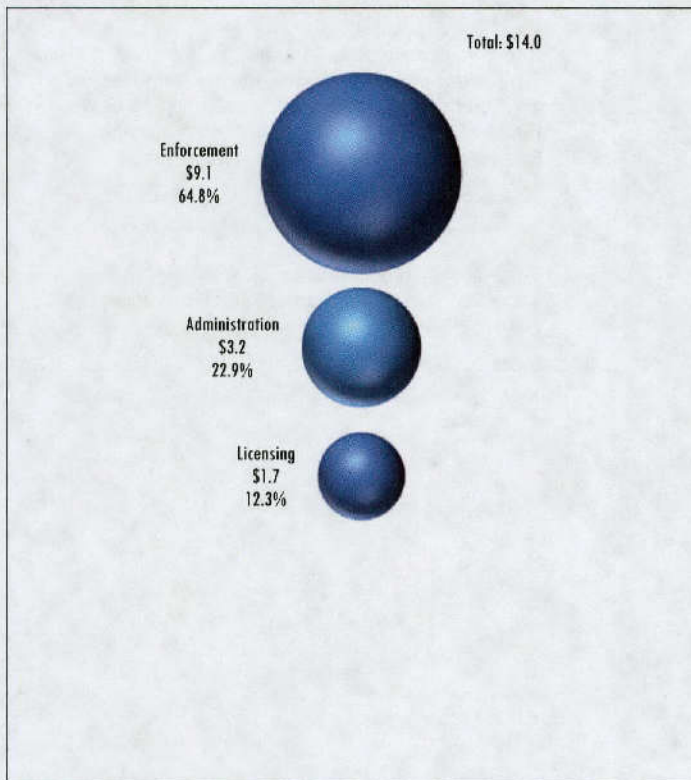 Total: $14.0
Enforcement
$9.1
64.8%
Administration
$3.2
22.9%
Licensing
$1.7
12.3%